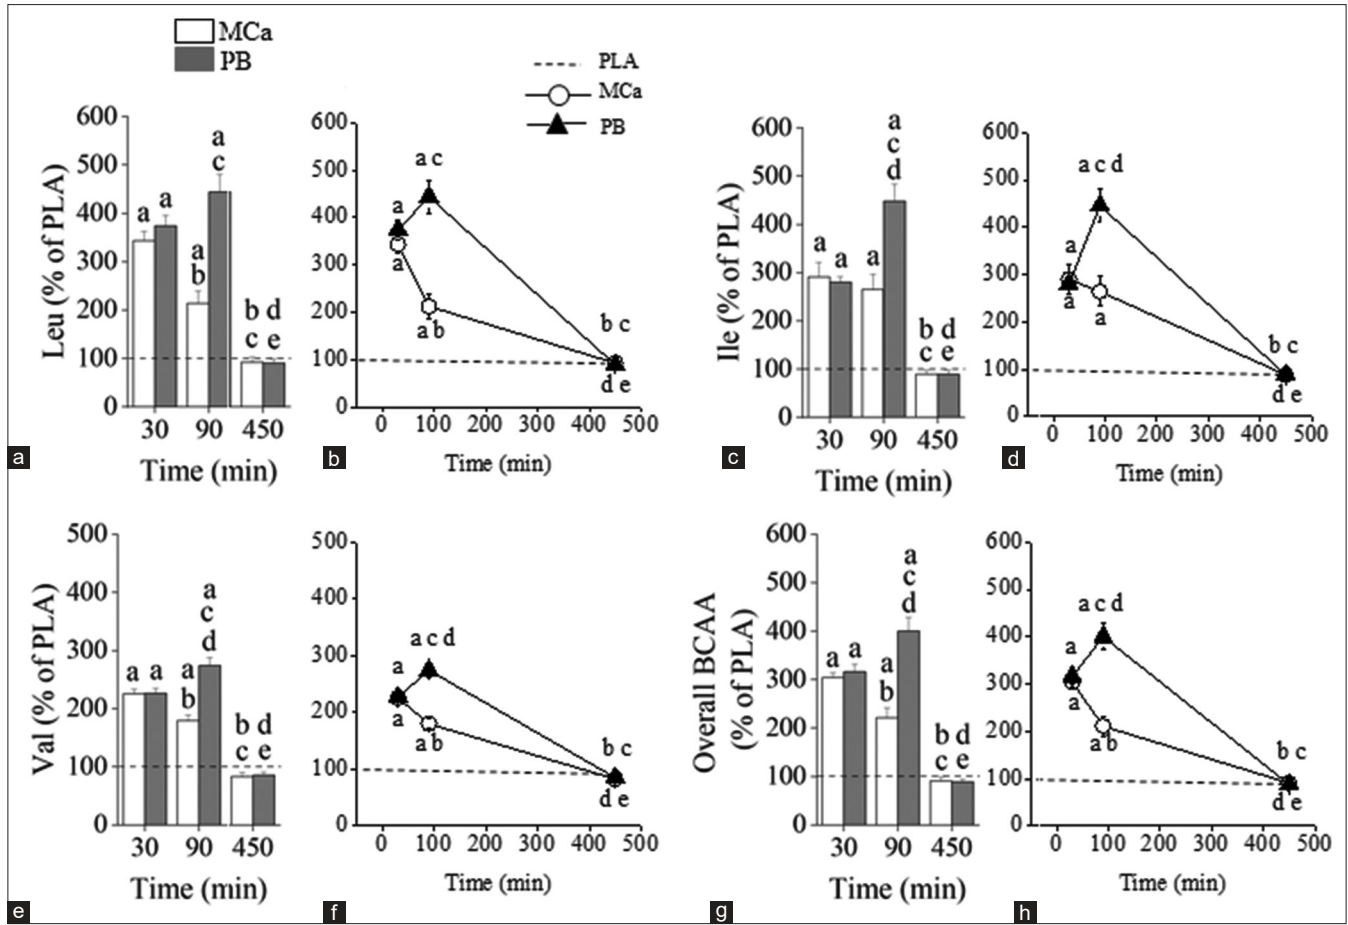 MCa
PB
PLA
MCa
PB
Leu (% of PLA)
600
500
400
300
200
100
0
a a
a
b
a
c
b d
c e
30 90 450
Time (min)
a
600
500
400
300
200
100
0
a
a
a c
a b
b c
d e
0 100 200 300 400 500
Time (min)
b
Ile (% of PLA)
600
500
400
300
200
100
0
a a
a
a
c
d
b d
c e
30 90 450
Time (min)
c
600
500
400
300
200
100
0
a
a
a c d
a
b c
d e
0 100 200 300 400 500
Time (min)
d
Val (% of PLA)
500
400
300
200
100
0
a a
a
b
a
c
d
b d
c e
30 90 450
Time (min)
e
500
400
300
200
100
0
a
a
a c d
a b
b c
d e
0 100 200 300 400 500
Time (min)
f
Overall BCAA
(% of PLA)
600
500
400
300
200
100
0
a a
a
b
a
c
d
b d
c e
30 90 450
Time (min)
g
600
500
400
300
200
100
0
a
a
a c d
a b
b c
d e
0 100 200 300 400 500
Time (min)
h